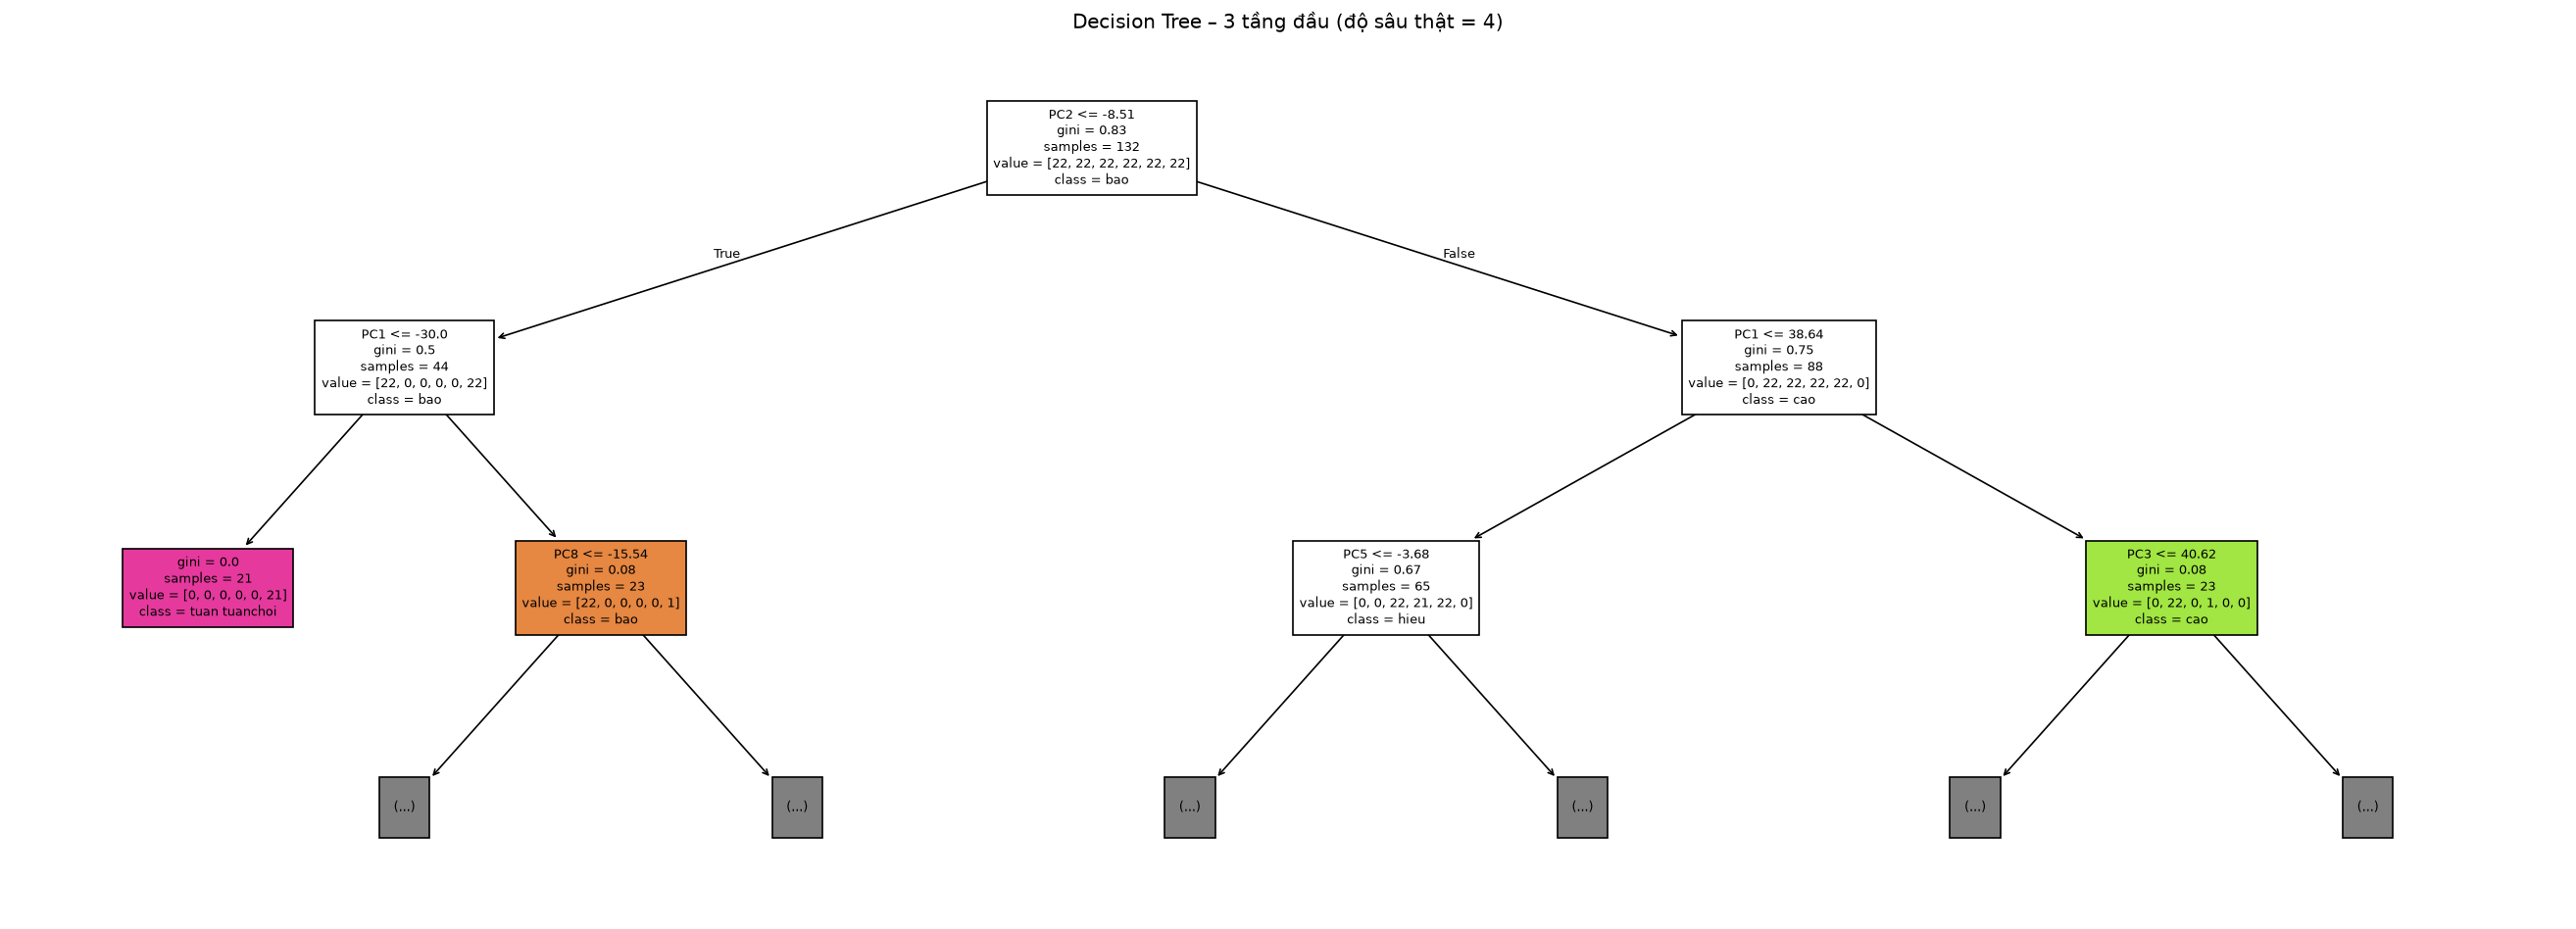 Decision Tree – 3 tầng đầu (độ sâu thật = 4)
PC2 <= -8.51
gini = 0.83
samples = 132
value = [22, 22, 22, 22, 22, 22]
class = bao
True
False
PC1 <= -30.0
gini = 0.5
samples = 44
value = [22, 0, 0, 0, 0, 22]
class = bao
PC1 <= 38.64
gini = 0.75
samples = 88
value = [0, 22, 22, 22, 22, 0]
class = cao
gini = 0.0
samples = 21
value = [0, 0, 0, 0, 0, 21]
class = tuan tuanchoi
PC8 <= -15.54
gini = 0.08
samples = 23
value = [22, 0, 0, 0, 0, 1]
class = bao
PC5 <= -3.68
gini = 0.67
samples = 65
value = [0, 0, 22, 21, 22, 0]
class = hieu
PC3 <= 40.62
gini = 0.08
samples = 23
value = [0, 22, 0, 1, 0, 0]
class = cao
(...)
(...)
(...)
(...)
(...)
(...)